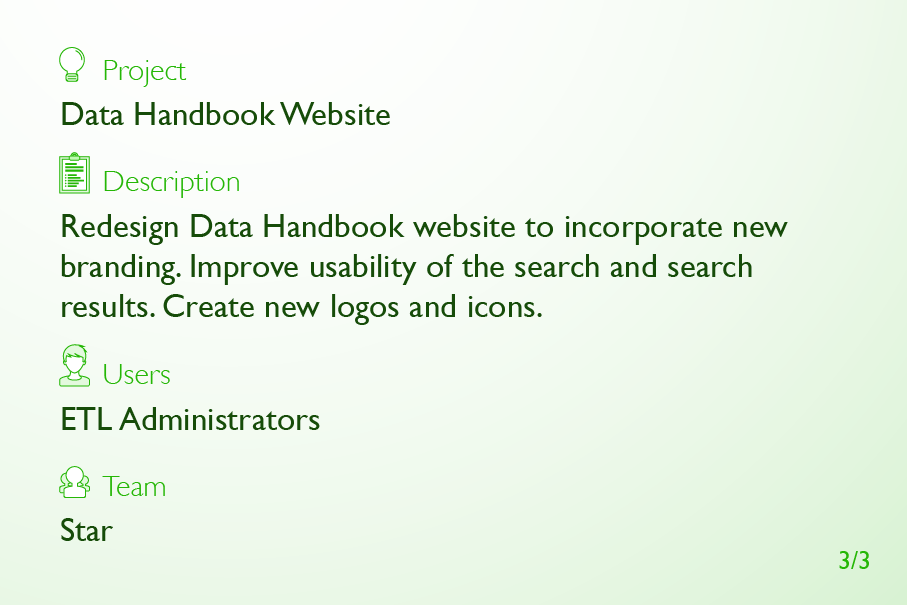 Project
Data Handbook Website
Description
Redesign Data Handbook website to incorporate new
branding. Improve usability of the search and search
results. Create new logos and icons.
Users
ETL Administrators
Team
Star
3/3